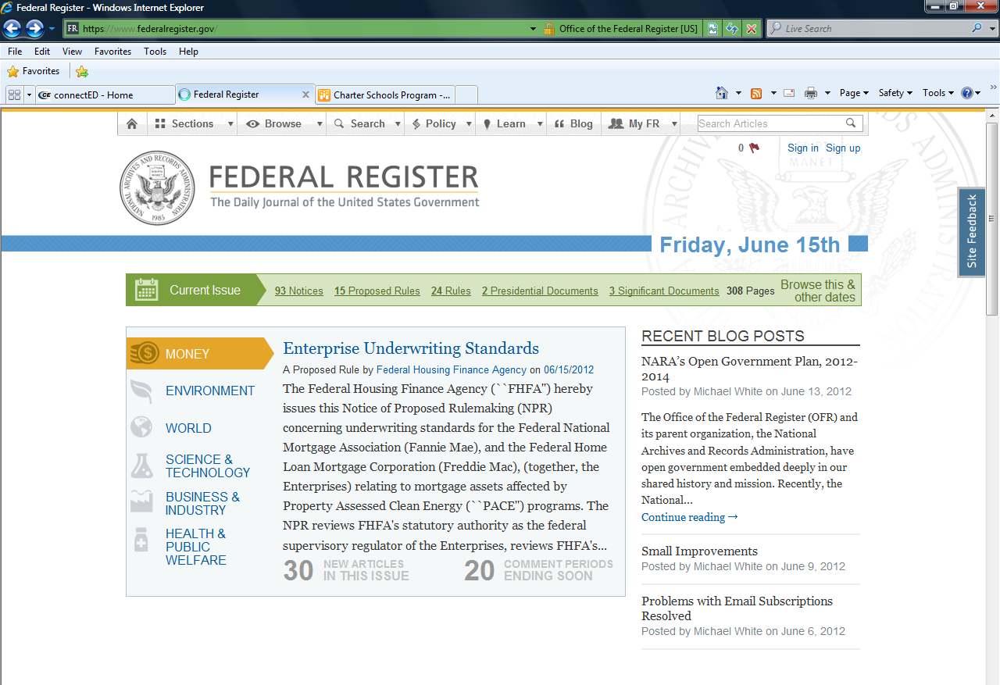 Federal Register - Windows Internet Explorer
FR https://www.federalregister.gov/ Office of the Federal Register [US] Live Search
File Edit View Favorites Tools Help
Favorites
connectED - Home Federal Register Charter Schools Program -... Page Safety Tools
Sections Browse Search Policy Learn Blog My FR Search Articles
0 Sign in Sign up
FEDERAL REGISTER
The Daily Journal of the United States Government
NATIONAL ARCHIVES AND RECORDS ADMINISTRATION
LITTERA SCRIPTA MANET
1985
Site Feedback
Friday, June 15th
Current Issue 93 Notices 15 Proposed Rules 24 Rules 2 Presidential Documents 3 Significant Documents 308 Pages Browse this &
other dates
MONEY
ENVIRONMENT
WORLD
SCIENCE &
TECHNOLOGY
BUSINESS &
INDUSTRY
HEALTH &
PUBLIC
WELFARE
Enterprise Underwriting Standards
A Proposed Rule by Federal Housing Finance Agency on 06/15/2012
The Federal Housing Finance Agency (``FHFA") hereby
issues this Notice of Proposed Rulemaking (NPR)
concerning underwriting standards for the Federal National
Mortgage Association (Fannie Mae), and the Federal Home
Loan Mortgage Corporation (Freddie Mac), (together, the
Enterprises) relating to mortgage assets affected by
Property Assessed Clean Energy (``PACE") programs. The
NPR reviews FHFA's statutory authority as the federal
supervisory regulator of the Enterprises, reviews FHFA's...
30 NEW ARTICLES
IN THIS ISSUE
20 COMMENT PERIODS
ENDING SOON
RECENT BLOG POSTS
NARA's Open Government Plan, 2012-
2014
Posted by Michael White on June 13, 2012
The Office of the Federal Register (OFR) and
its parent organization, the National
Archives and Records Administration, have
open government embedded deeply in our
shared history and mission. Recently, the
National...
Continue reading →
Small Improvements
Posted by Michael White on June 9, 2012
Problems with Email Subscriptions
Resolved
Posted by Michael White on June 6, 2012